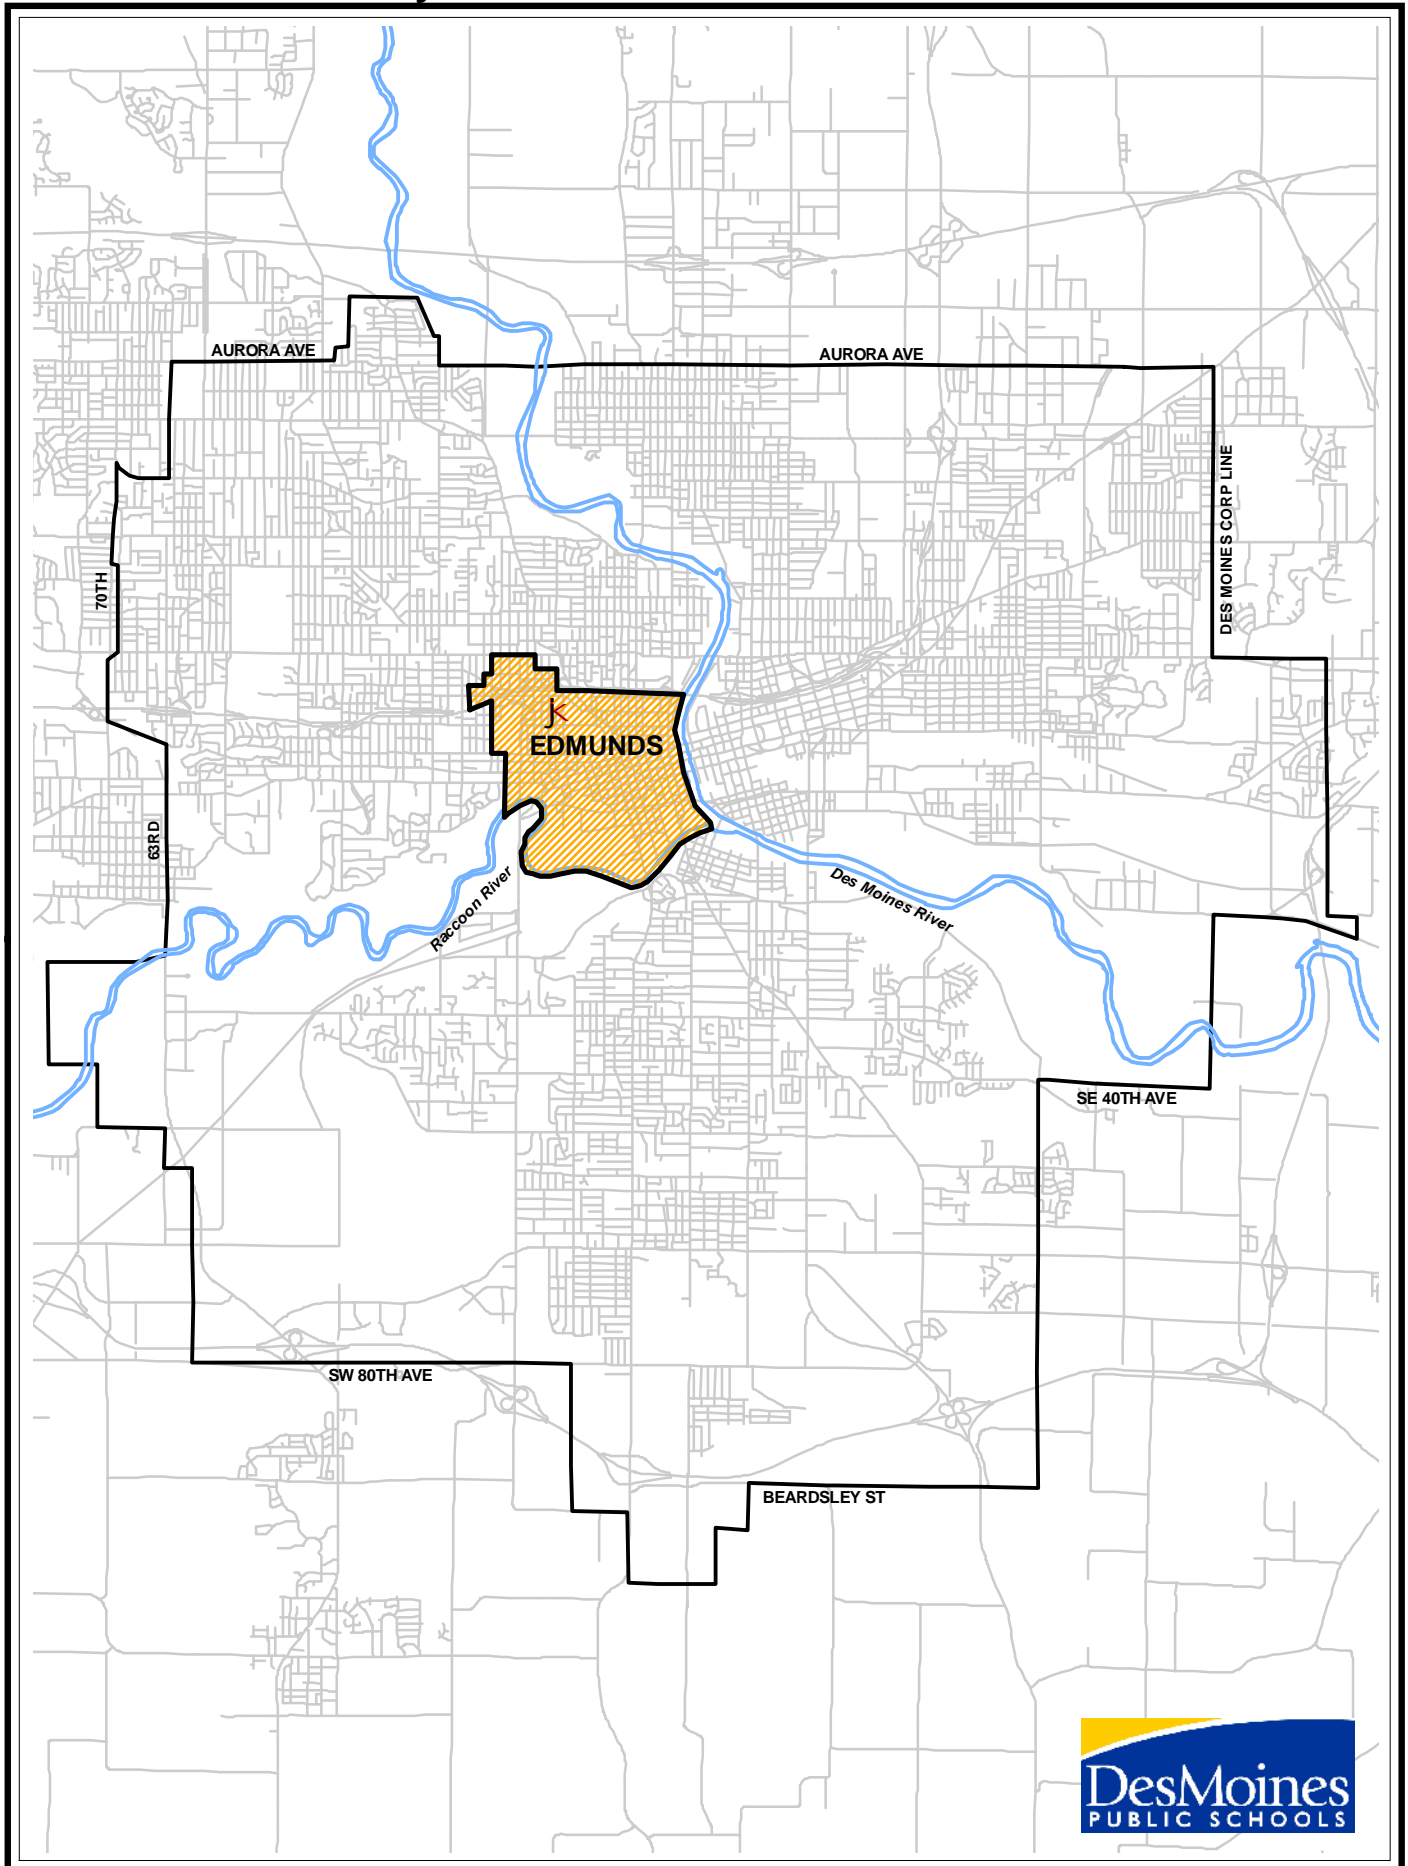 AURORA AVE
AURORA AVE
DES MOINES CORP LINE
70TH
jk
EDMUNDS
63RD
Raccoon River
Des Moines River
SE 40TH AVE
SW 80TH AVE
BEARDSLEY ST
DesMoines
PUBLIC SCHOOLS